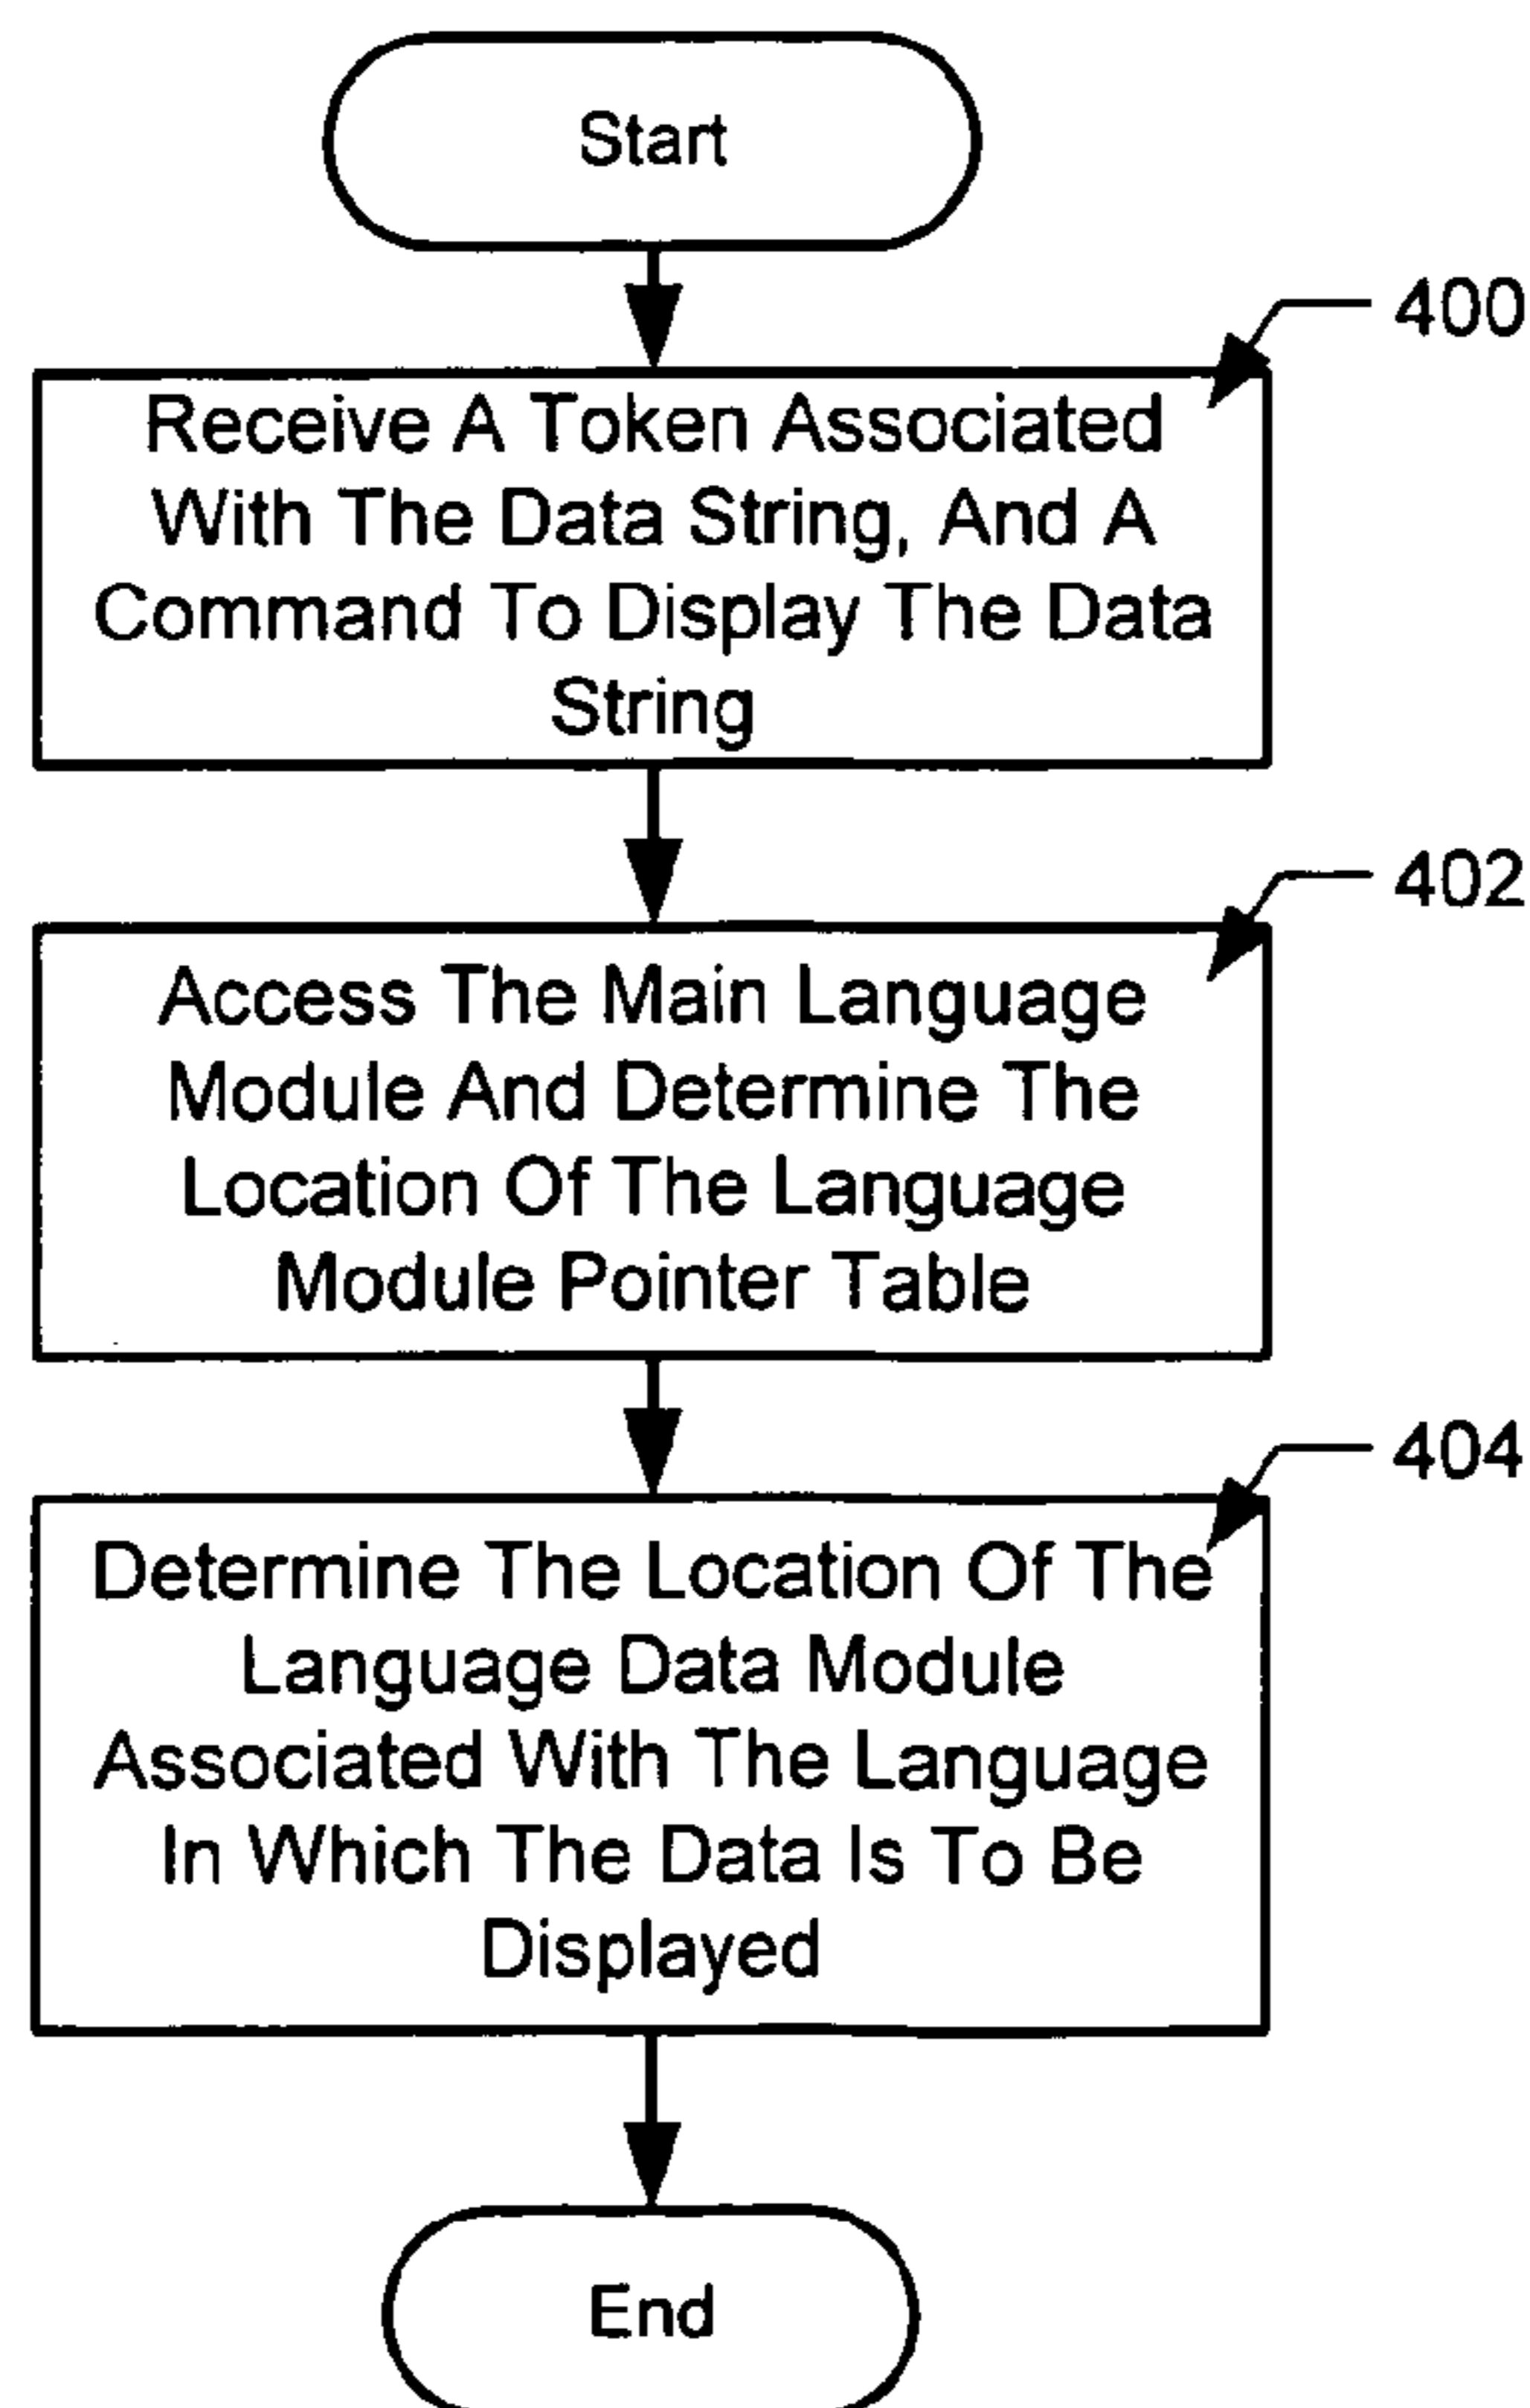 Start
400
Receive A Token Associated
With The Data String, And A
Command To Display The Data
String
402
Access The Main Language
Module And Determine The
Location Of The Language
Module Pointer Table
404
Determine The Location Of The
Language Data Module
Associated With The Language
In Which The Data Is To Be
Displayed
End